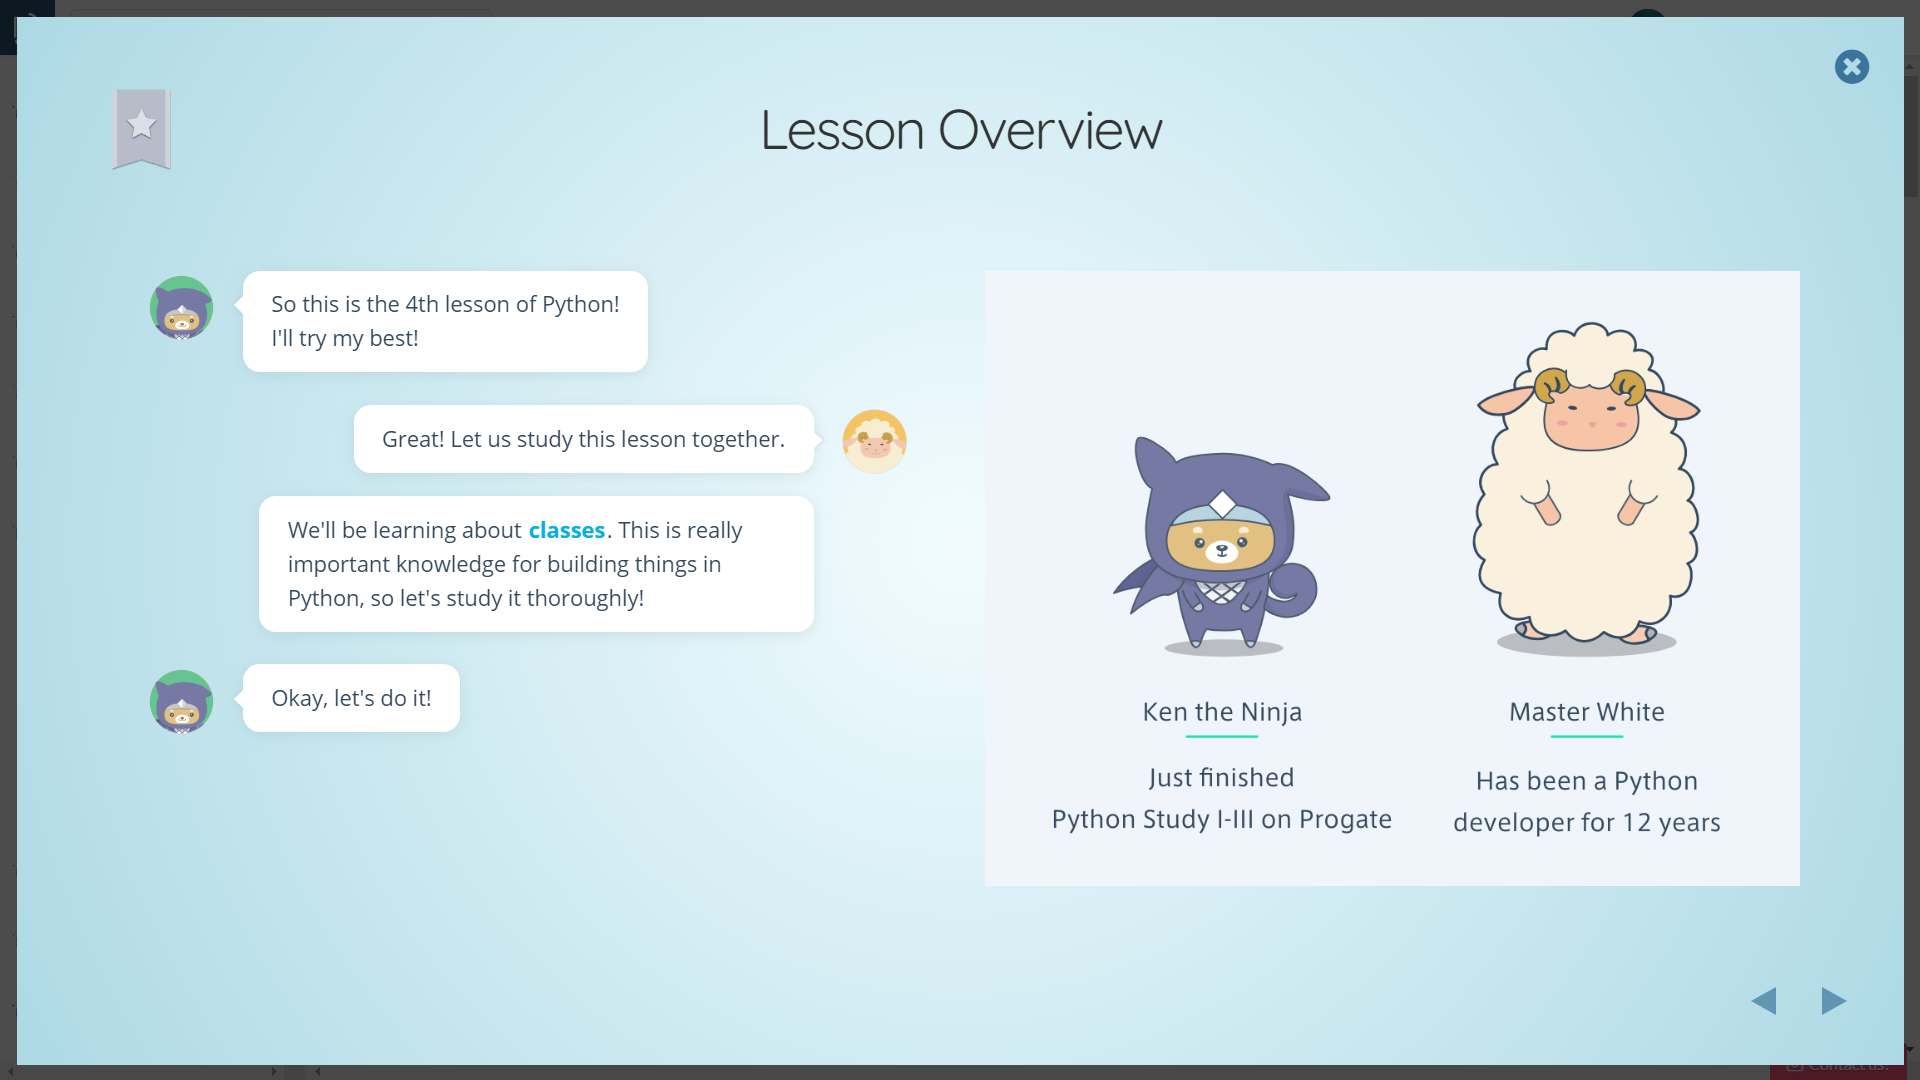 Lesson Overview
So this is the 4th lesson of Python!
I'll try my best!
Great! Let us study this lesson together.
We'll be learning about classes. This is really
important knowledge for building things in
Python, so let's study it thoroughly!
Okay, let's do it!
Ken the Ninja
Just finished
Python Study I-III on Progate
Master White
Has been a Python
developer for 12 years
Contact us!